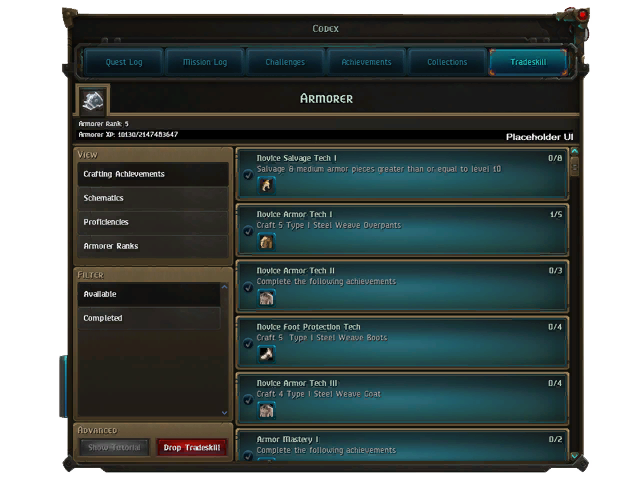 Codex
Quest Log
Mission Log
Challenges
Achievements
Collections
Tradeskill
Armorer
Armorer Rank: 5
Armorer XP: 10130/2147483647
Placeholder UI
View
Crafting Achievements
Schematics
Proficiencies
Armorer Ranks
Filter
Available
Completed
Advanced
Show Tutorial
Drop Tradeskill
Novice Salvage Tech I
0/8
Salvage 8 medium armor pieces greater than or equal to level 10
Novice Armor Tech I
1/5
Craft 5 Type I Steel Weave Overpants
Novice Armor Tech II
0/3
Complete the following achievements
Novice Foot Protection Tech
0/4
Craft 5 Type I Steel Weave Boots
Novice Armor Tech III
0/4
Craft 4 Type I Steel Weave Coat
Armor Mastery I
0/2
Complete the following achievements